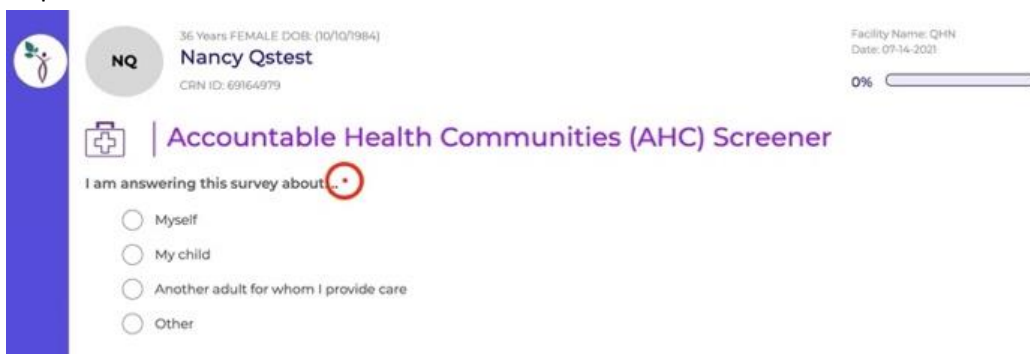 36 Years FEMALE DOB: (10/10/1984)
NQ
Nancy Qstest
CRN ID: 69164979
Facility Name: QHN
Date: 07-14-2021
0%
Accountable Health Communities (AHC) Screener
I am answering this survey about... *
Myself
My child
Another adult for whom I provide care
Other